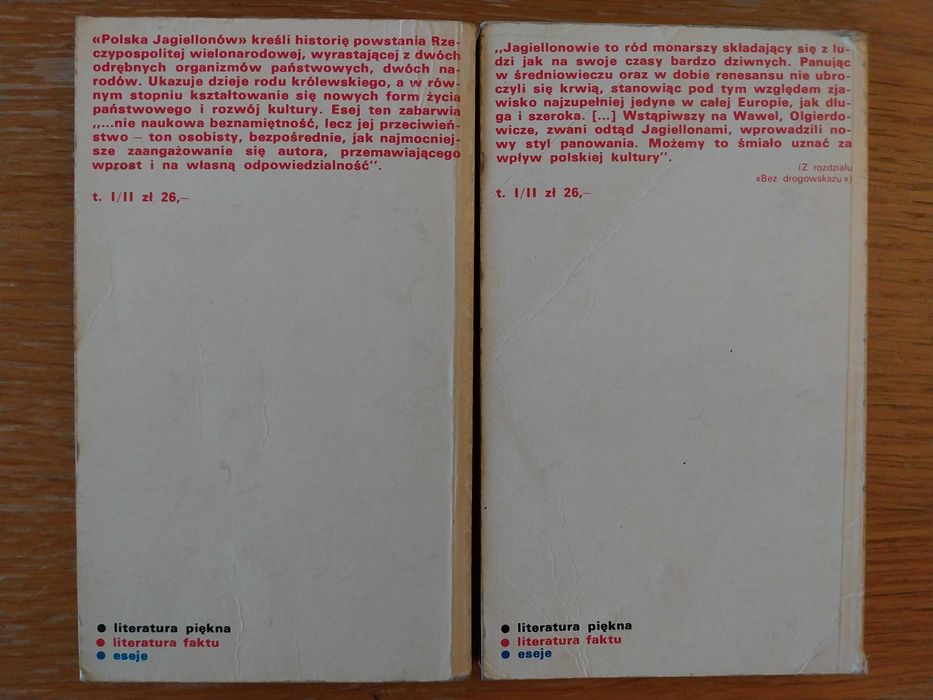 «Polska Jagiellonów» kreśli historię powstania Rze-
czypospolitej wielonarodowej, wyrastającej z dwóch
odrębnych organizmów państwowych, dwóch na-
rodów. Ukazuje dzieje rodu królewskiego, a w rów-
nym stopniu kształtowanie się nowych form życia
państwowego i rozwój kultury. Esej ten zabarwia
„...nie naukowa beznamiętność, lecz jej przeciwień-
stwo – ton osobisty, bezpośrednie, jak najmocniej-
sze zaangażowanie się autora, przemawiającego
wprost i na własną odpowiedzialność”.
t. I/II zł 26,–
● literatura piękna
● literatura faktu
● eseje
„Jagiellonowie to ród monarszy składający się z lu-
dzi jak na swoje czasy bardzo dziwnych. Panując
w średniowieczu oraz w dobie renesansu nie ubro-
czyli się krwią, stanowiąc pod tym względem zja-
wisko najzupełniej jedyne w całej Europie, jak dłu-
ga i szeroka. [...] Wstąpiwszy na Wawel, Olgierdo-
wicze, zwani odtąd Jagiellonami, wprowadzili no-
wy styl panowania. Możemy to śmiało uznać za
wpływ polskiej kultury”.
(Z rozdziału
«Bez drogowskazu»)
t. I/II zł 26,–
● literatura piękna
● literatura faktu
● eseje